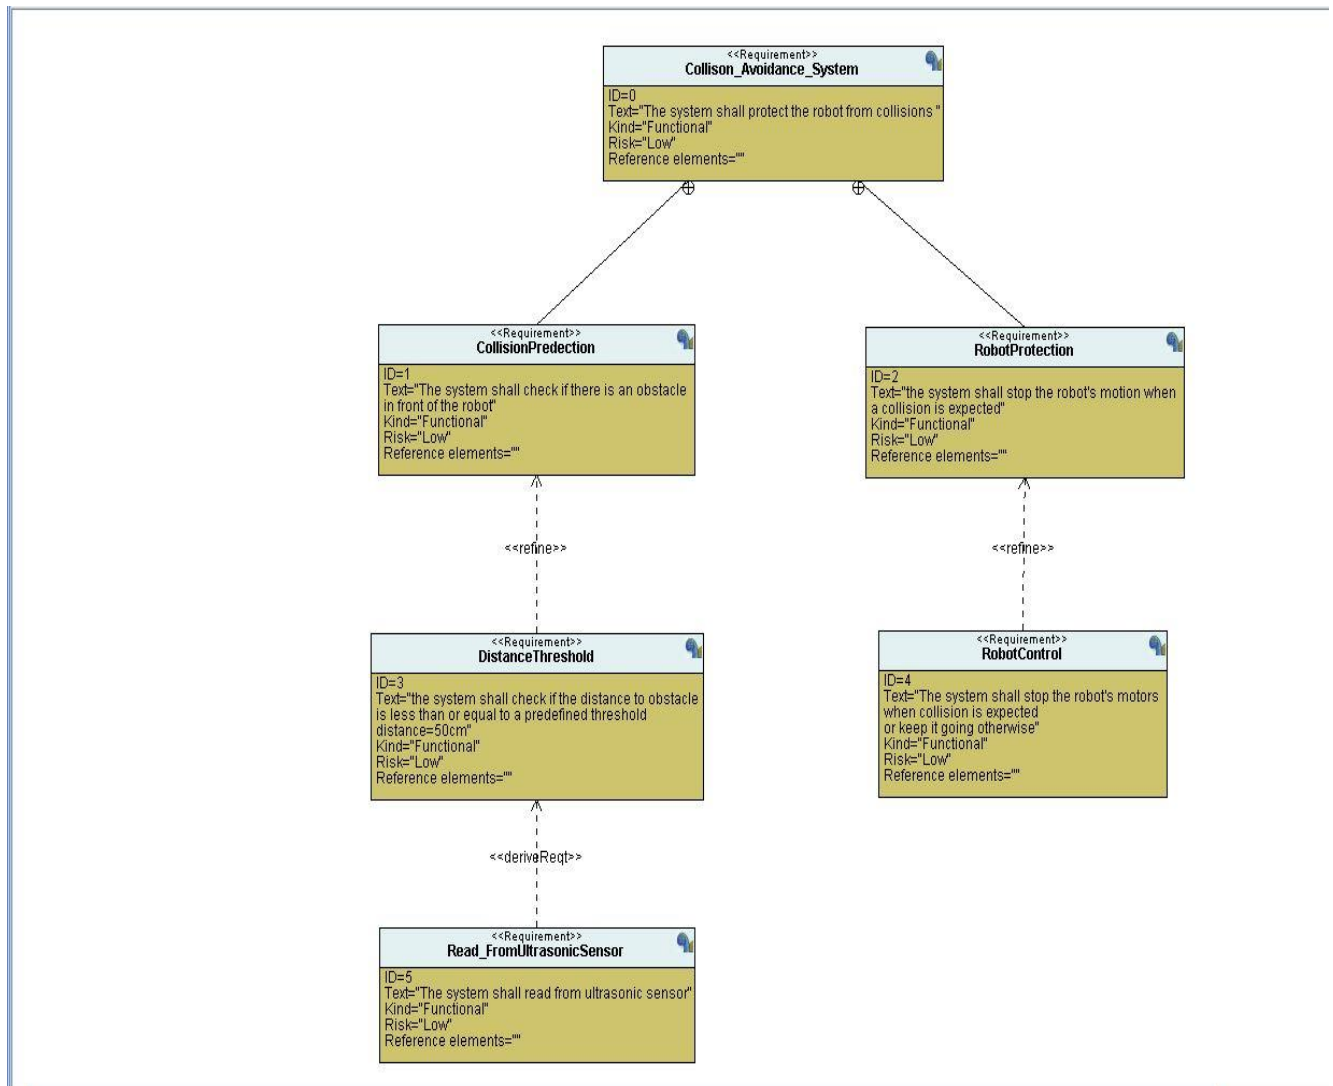 <<Requirement>>
Collison_Avoidance_System
ID=0
Text="The system shall protect the robot from collisions "
Kind="Functional"
Risk="Low"
Reference elements=""
<<Requirement>>
CollisionPredection
ID=1
Text="The system shall check if there is an obstacle
in front of the robot"
Kind="Functional"
Risk="Low"
Reference elements=""
<<Requirement>>
RobotProtection
ID=2
Text="the system shall stop the robot's motion when
a collision is expected"
Kind="Functional"
Risk="Low"
Reference elements=""
<<refine>>
<<refine>>
<<Requirement>>
DistanceThreshold
ID=3
Text="the system shall check if the distance to obstacle
is less than or equal to a predefined threshold
distance=50cm"
Kind="Functional"
Risk="Low"
Reference elements=""
<<Requirement>>
RobotControl
ID=4
Text="The system shall stop the robot's motors
when collision is expected
or keep it going otherwise"
Kind="Functional"
Risk="Low"
Reference elements=""
<<deriveReqt>>
<<Requirement>>
Read_FromUltrasonicSensor
ID=5
Text="The system shall read from ultrasonic sensor"
Kind="Functional"
Risk="Low"
Reference elements=""